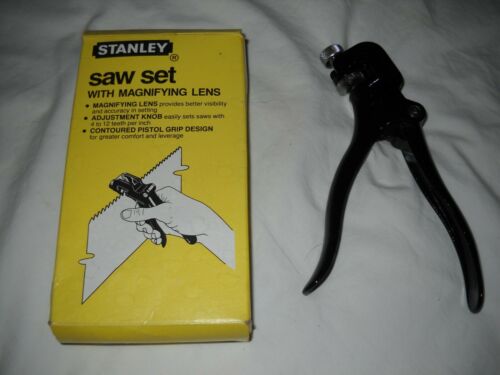 STANLEY®
saw set
WITH MAGNIFYING LENS
• MAGNIFYING LENS provides better visibility
and accuracy in setting
• ADJUSTMENT KNOB easily sets saws with
4 to 12 teeth per inch
• CONTOURED PISTOL GRIP DESIGN
for greater comfort and leverage